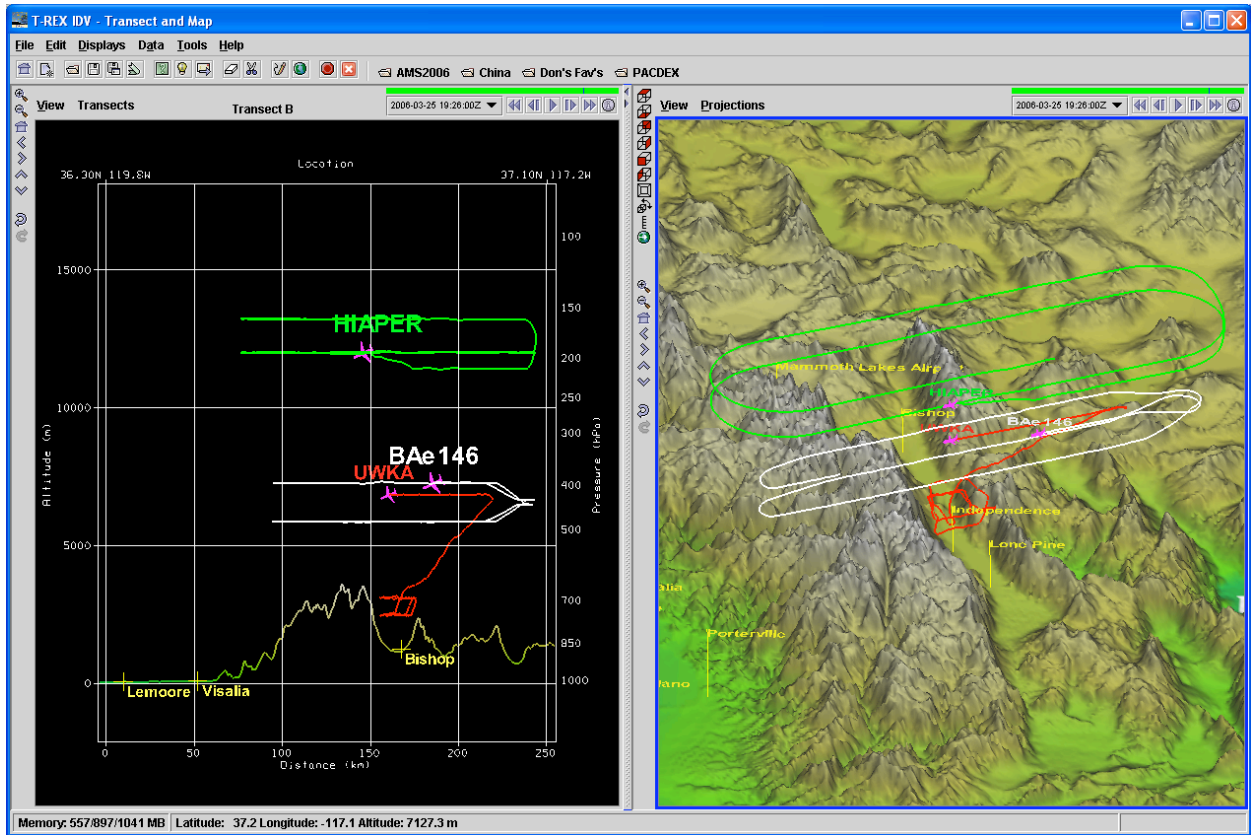 T-REX IDV - Transect and Map
File Edit Displays Data Tools Help
AMS2006 China Don's Fav's PACDEX
View Transects
Transect B
2006-03-25 19:26:00Z
Location
36.30N 119.8W
37.10N 117.2W
100
15000
150
HIAPER
200
250
10000
300
BAe146
UWKA
400
500
5000
700
850
Bishop
1000
0
Lemoore
Visalia
0 50 100 150 200 250
Distance (km)
Altitude (m)
Pressure (hPa)
View Projections
2006-03-25 19:26:00Z
Mammoth Lakes Airp
HIAPER
Bishop
BAe146
UWKA
Independence
Lone Pine
alia
Porterville
lano
Memory: 557/897/1041 MB Latitude: 37.2 Longitude: -117.1 Altitude: 7127.3 m